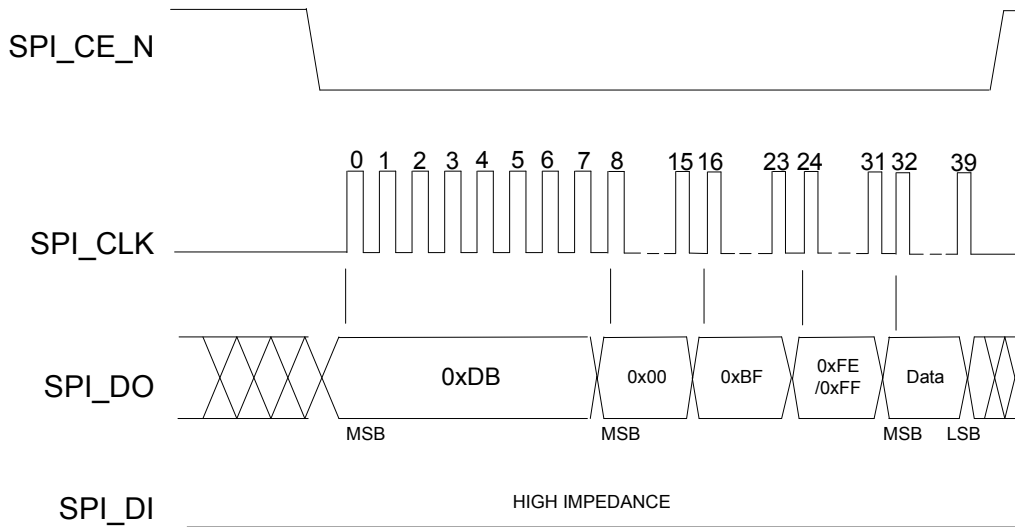 SPI_CE_N
0 1 2 3 4 5 6 7 8 15 16 23 24 31 32 39
SPI_CLK
SPI_DO
0xDB
0x00
0xBF
0xFE
/0xFF
Data
MSB
MSB
MSB
LSB
SPI_DI
HIGH IMPEDANCE